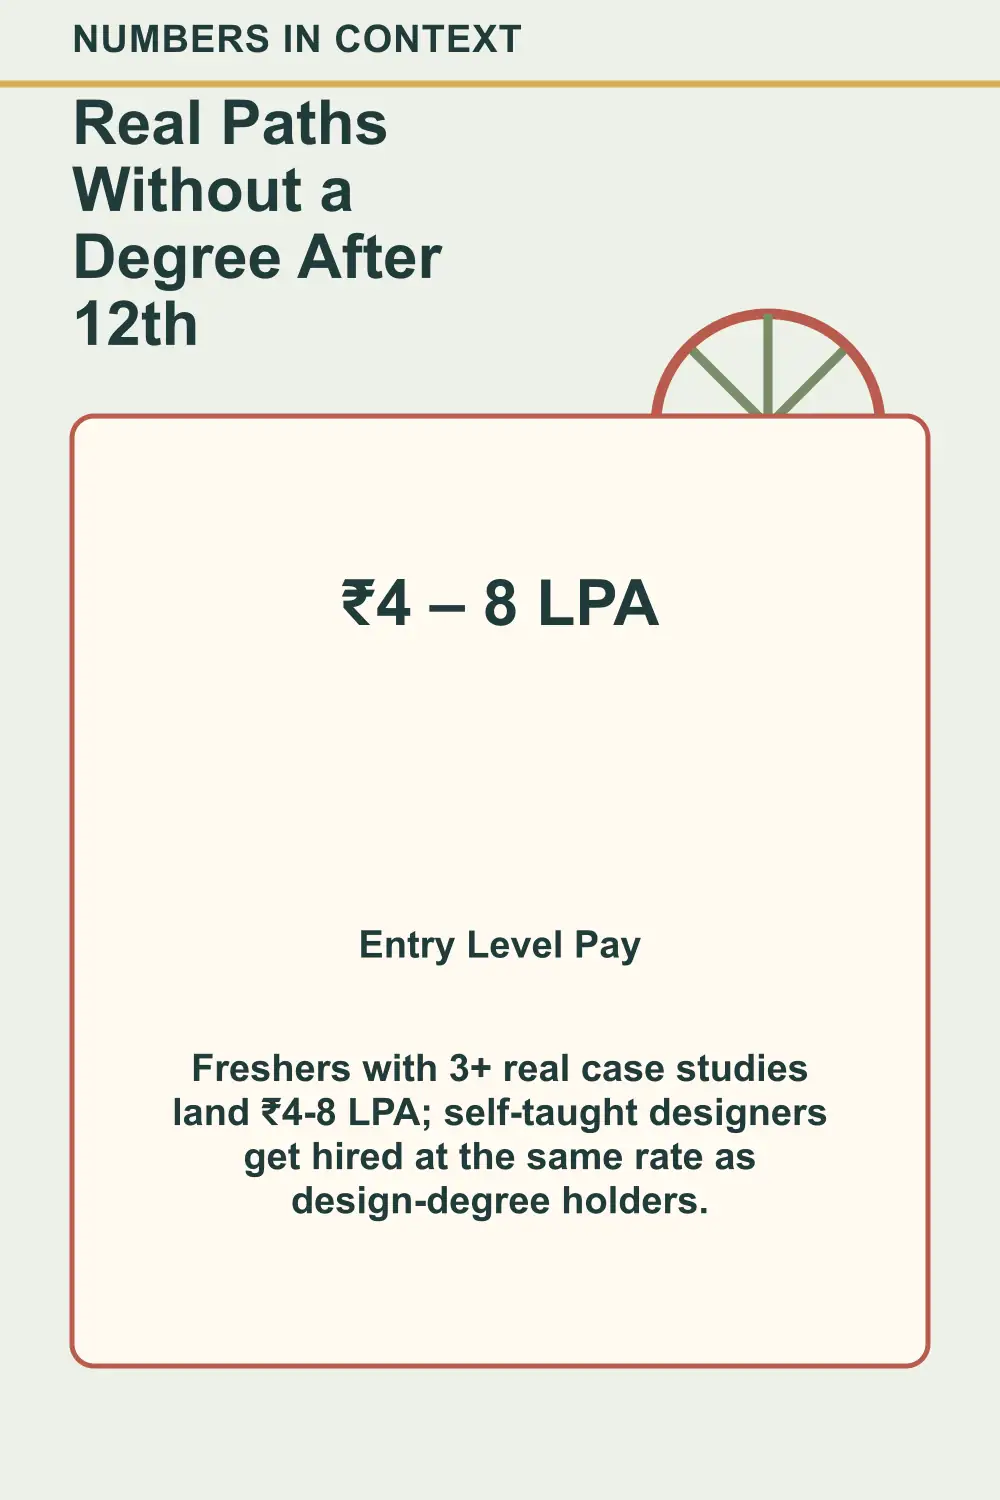 NUMBERS IN CONTEXT
Real Paths
Without a
Degree After
12th
₹4 – 8 LPA
Entry Level Pay
Freshers with 3+ real case studies
land ₹4-8 LPA; self-taught designers
get hired at the same rate as
design-degree holders.